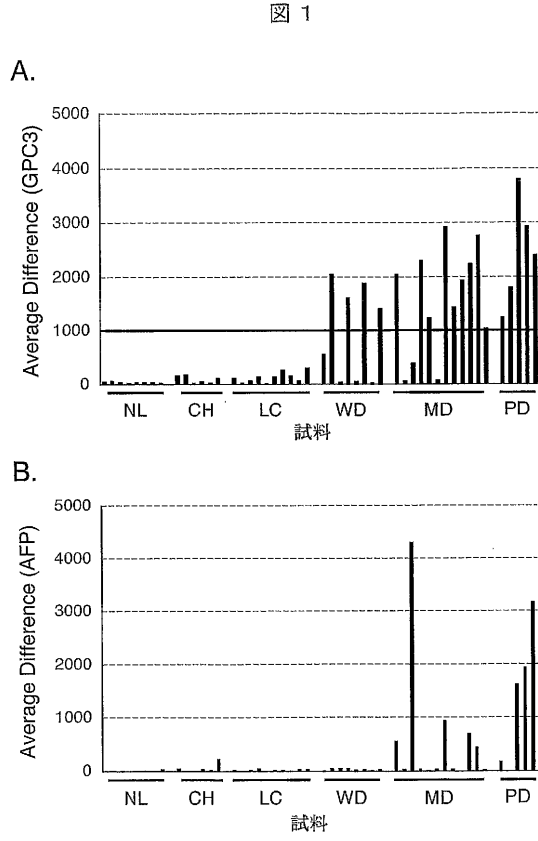 図 1
A.
Average Difference (GPC3)
5000
4000
3000
2000
1000
0
NL CH LC WD MD PD
試料
B.
Average Difference (AFP)
5000
4000
3000
2000
1000
0
NL CH LC WD MD PD
試料